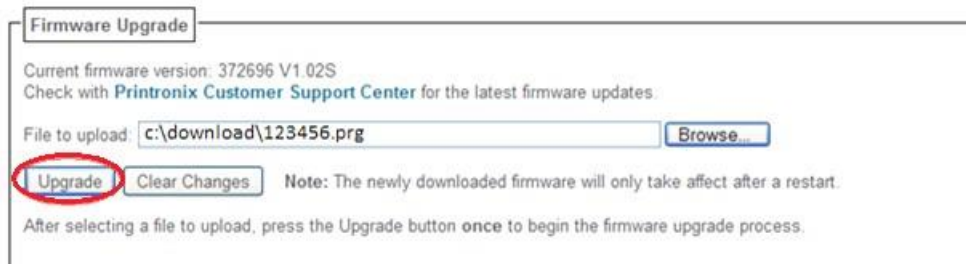 Firmware Upgrade
Current firmware version: 372696 V1.02S
Check with Printronix Customer Support Center for the latest firmware updates.
File to upload: c:\download\123456.prg Browse...
Upgrade Clear Changes Note: The newly downloaded firmware will only take affect after a restart.
After selecting a file to upload, press the Upgrade button once to begin the firmware upgrade process.